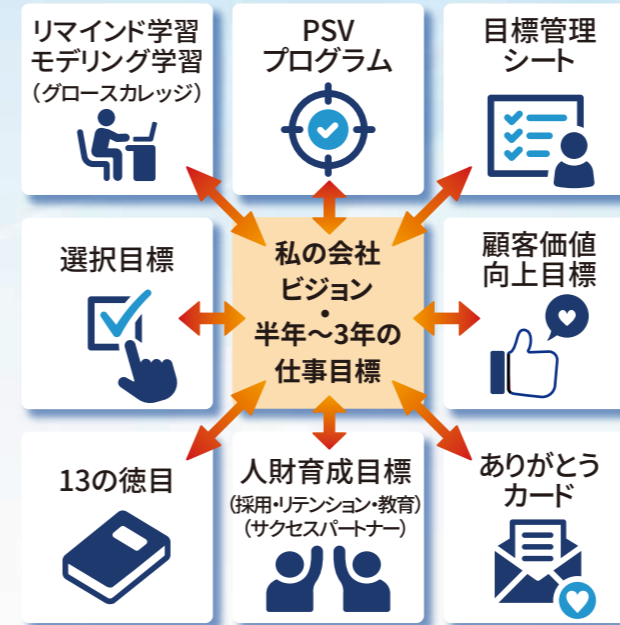 リマインド学習
モデリング学習
（グロースカレッジ）
PSV
プログラム
目標管理
シート
選択目標
私の会社
ビジョン
・
半年～3年の
仕事目標
顧客価値
向上目標
13の徳目
人財育成目標
（採用・リテンション・教育）
（サクセスパートナー）
ありがとう
カード